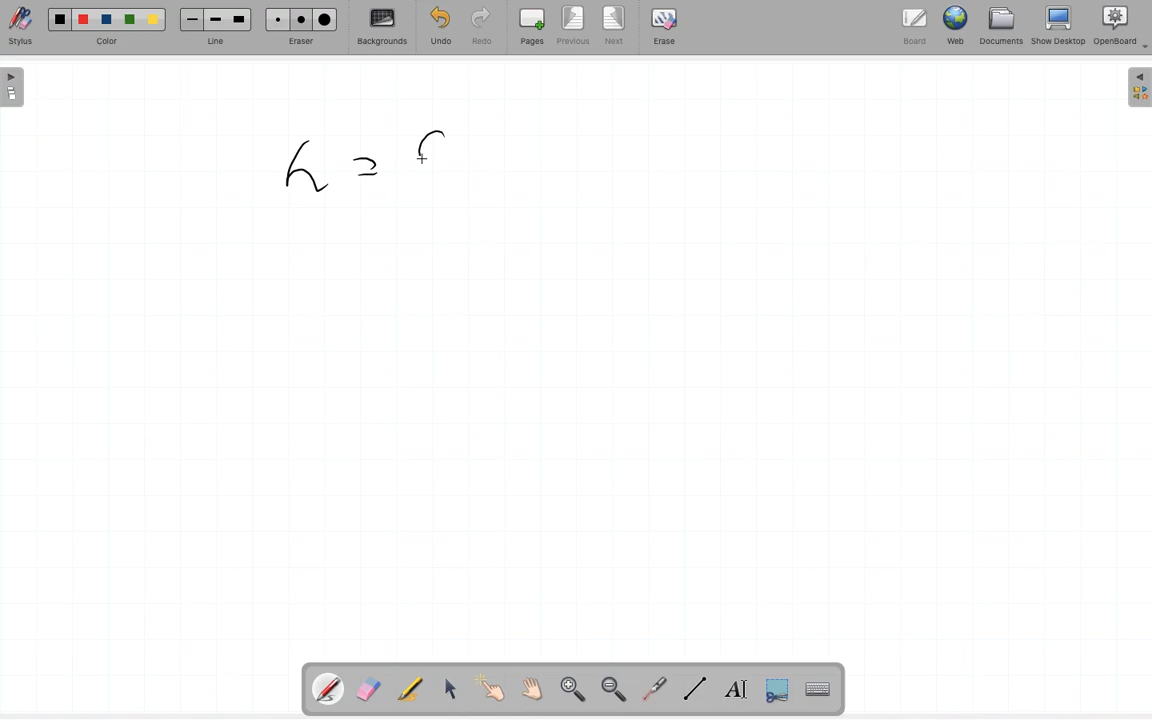 Stylus Color Line Eraser Backgrounds Undo Redo Pages Previous Next Erase Board Web Documents Show Desktop OpenBoard
h =